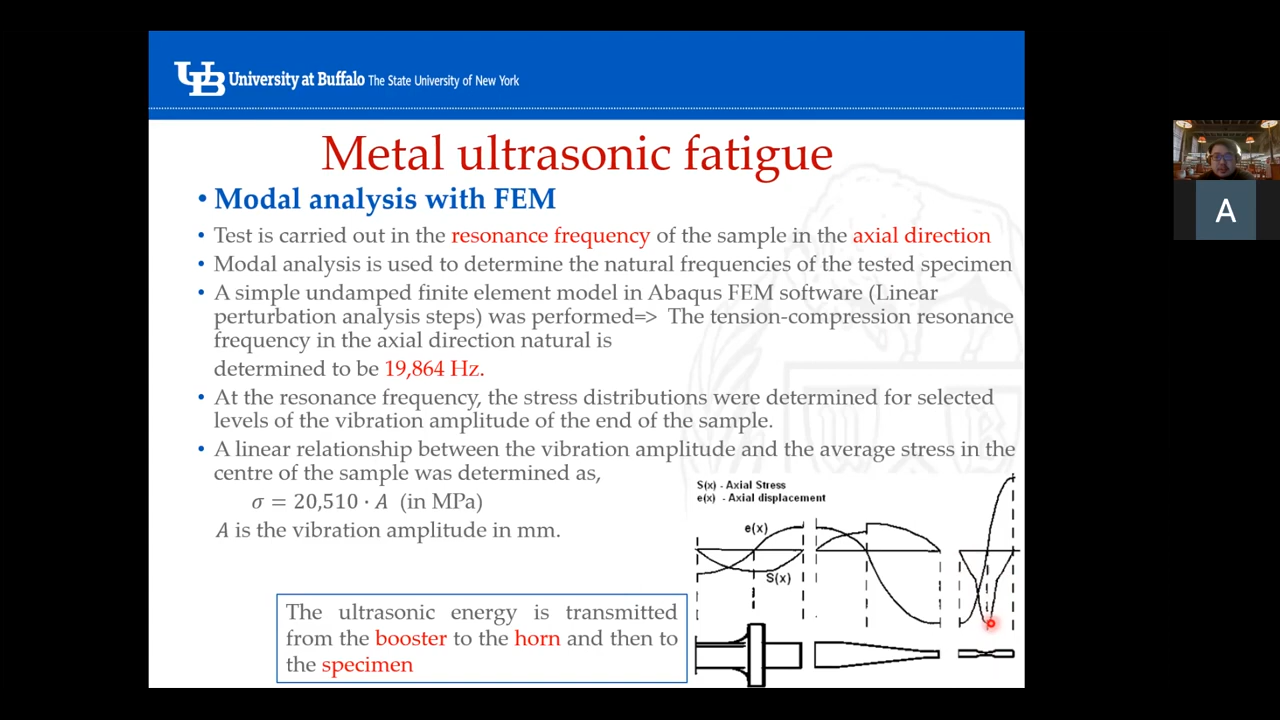 UB University at Buffalo The State University of New York
Metal ultrasonic fatigue
• Modal analysis with FEM
• Test is carried out in the resonance frequency of the sample in the axial direction
• Modal analysis is used to determine the natural frequencies of the tested specimen
• A simple undamped finite element model in Abaqus FEM software (Linear
perturbation analysis steps) was performed=> The tension-compression resonance
frequency in the axial direction natural is
determined to be 19,864 Hz.
• At the resonance frequency, the stress distributions were determined for selected
levels of the vibration amplitude of the end of the sample.
• A linear relationship between the vibration amplitude and the average stress in the
centre of the sample was determined as,
σ = 20,510 · A (in MPa)
A is the vibration amplitude in mm.
S(x) - Axial Stress
e(x) - Axial displacement
e(x)
S(x)
The ultrasonic energy is transmitted
from the booster to the horn and then to
the specimen
A